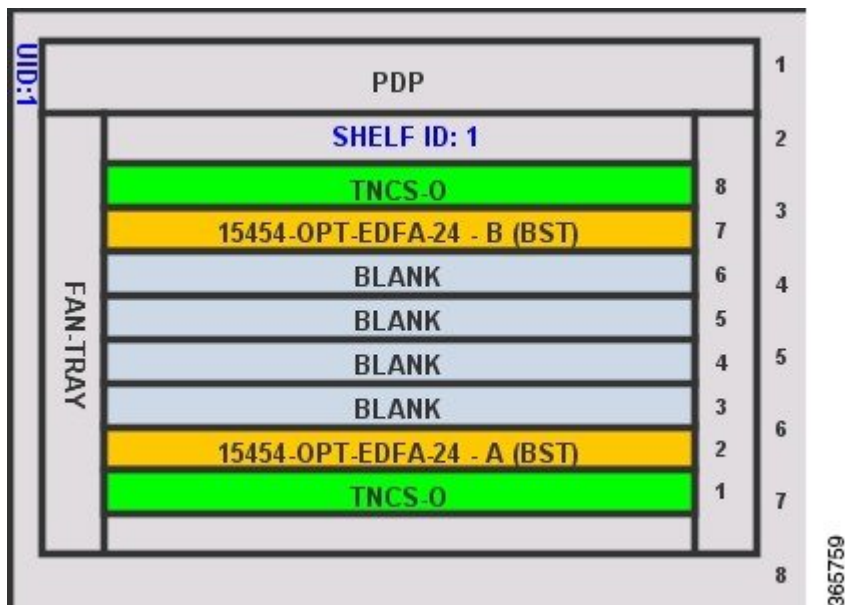 UID:1
PDP
1
SHELF ID: 1
2
TNCS-O
8
3
15454-OPT-EDFA-24 - B (BST)
7
BLANK
6
4
BLANK
5
FAN-TRAY
BLANK
4
5
BLANK
3
6
15454-OPT-EDFA-24 - A (BST)
2
TNCS-O
1
7
8
365759